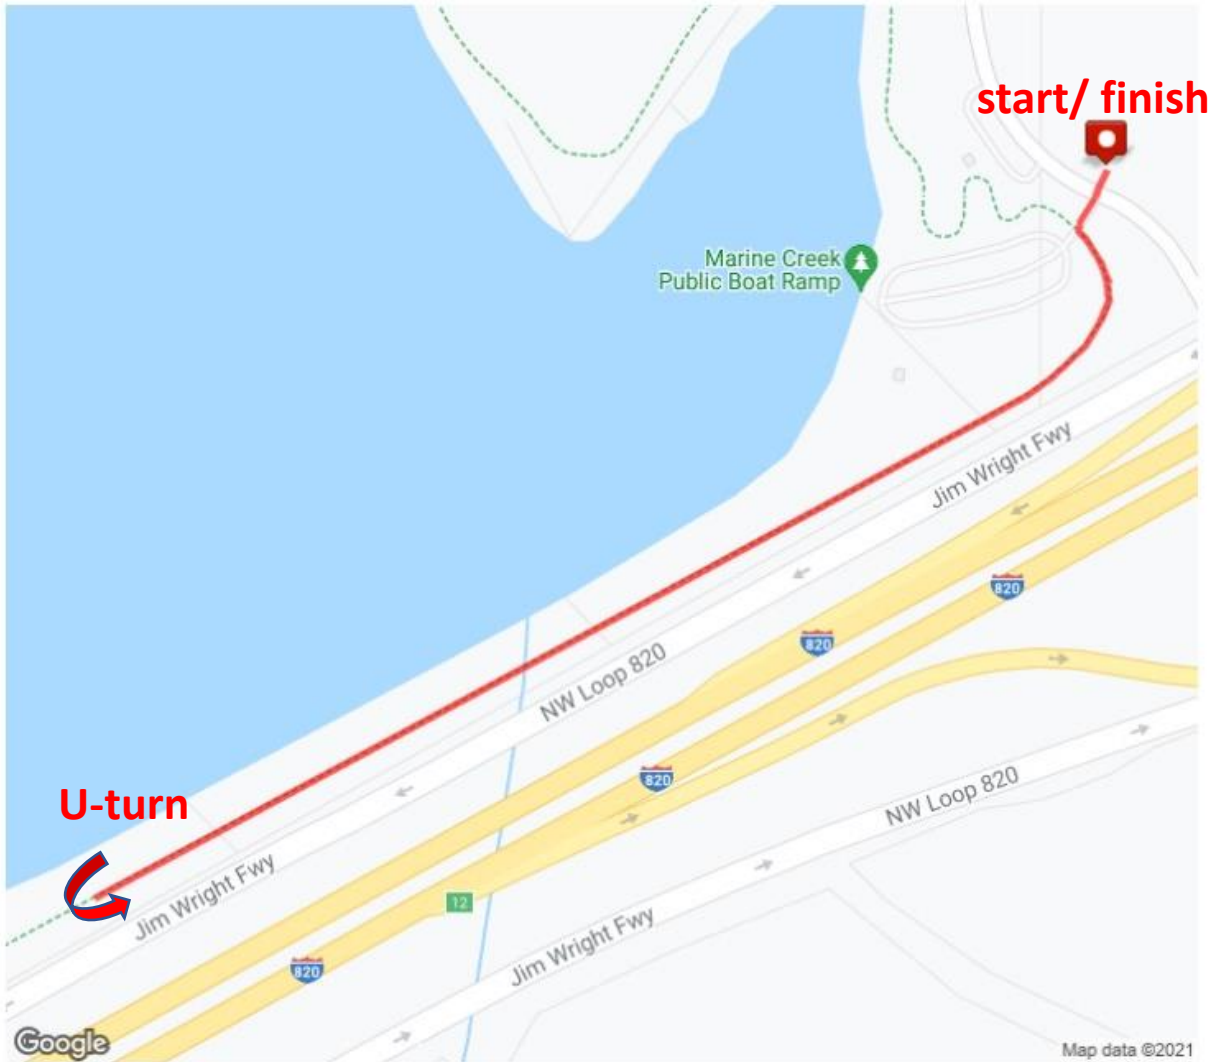 start/ finish
Marine Creek
Public Boat Ramp
Jim Wright Fwy
820
820
NW Loop 820
820
NW Loop 820
U-turn
Jim Wright Fwy
12
Jim Wright Fwy
820
Google
Map data ©2021